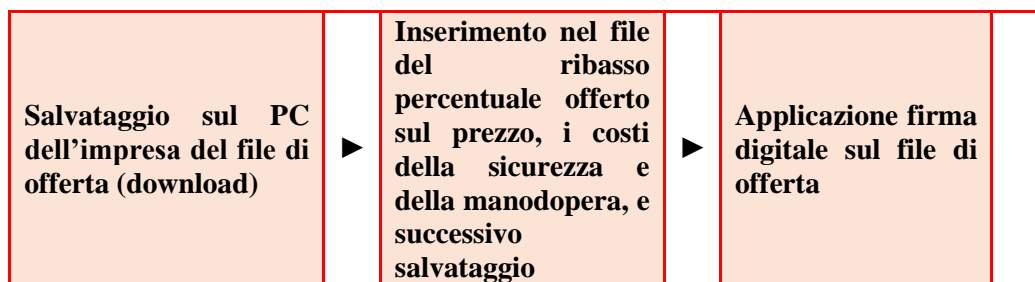 Salvataggio sul PC
dell’impresa del file di
offerta (download)
►
Inserimento nel file
del ribasso
percentuale offerto
sul prezzo, i costi
della sicurezza e
della manodopera, e
successivo
salvataggio
►
Applicazione firma
digitale sul file di
offerta